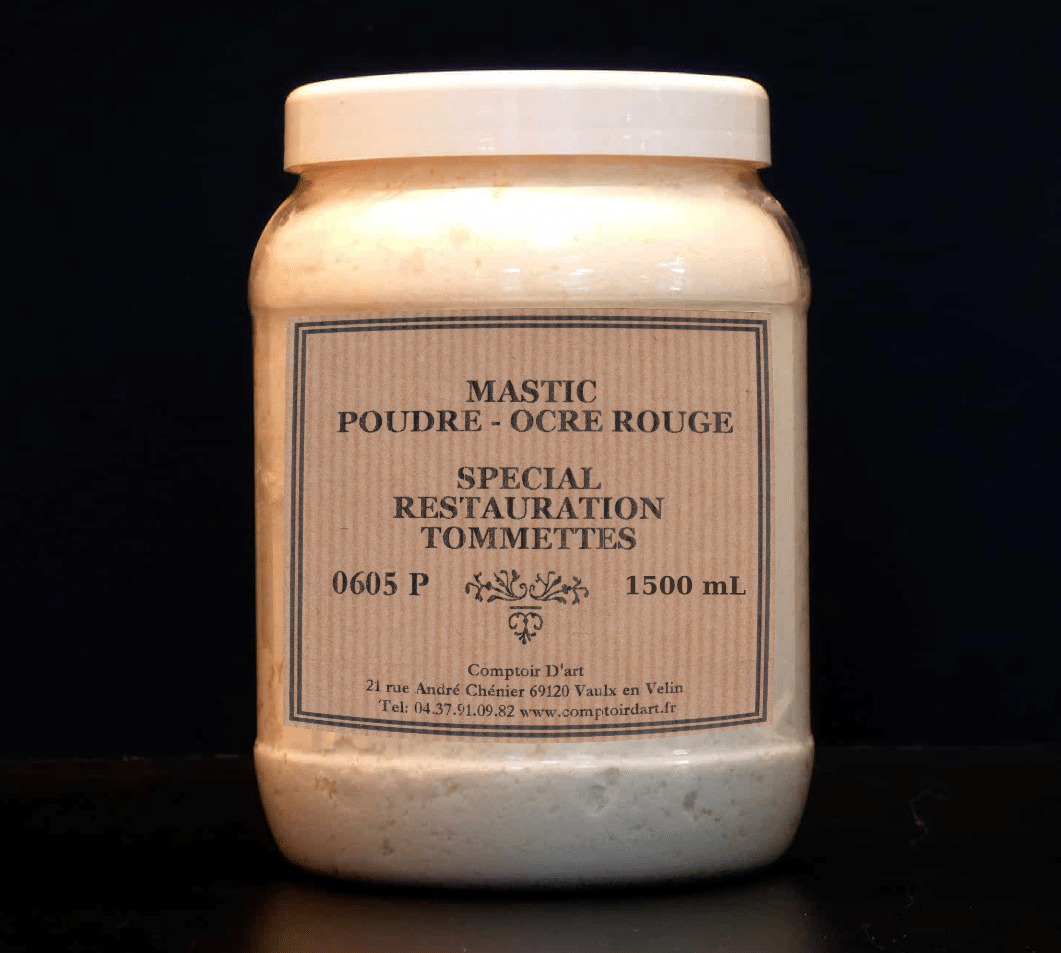 MASTIC
POUDRE - OCRE ROUGE
SPECIAL
RESTAURATION
TOMMETTES
0605 P 1500 mL
Comptoir D'art
21 rue André Chénier 69120 Vaulx en Velin
Tel: 04.37.91.09.82 www.comptoirdart.fr